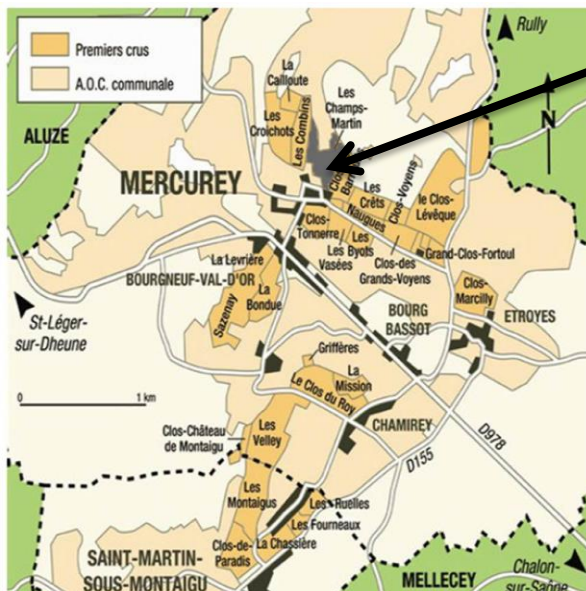 Premiers crus
A.O.C. communale
Rully
La
Cailloute
Les
Champs-
Martin
Les
Croichots
Les Combins
ALUZE
N
MERCUREY
Clos-
Les
Crêts
Clos-Voyens
le Clos-
Lévêque
Naugues
Clos-
Tonnerre
Les
Byots
Vasées
Clos-des
Grands-Voyens
Grand-Clos-Fortoul
La Levrière
BOURGNEUF-VAL-D'OR
La
Bondue
Sazenay
Clos-
Marcilly
ETROYES
BOURG
BASSOT
St-Léger-
sur-Dheune
Griffères
La
Mission
Le Clos du Roy
0 1 km
CHAMIREY
Clos-Château
de Montaigu
Les
Velley
D978
D155
Les
Montaigus
Les-Ruelles
Les Fourneaux
La Chassière
Clos-de-
Paradis
SAINT-MARTIN-
SOUS-MONTAIGU
MELLECEY
Chalon-
sur-Saône